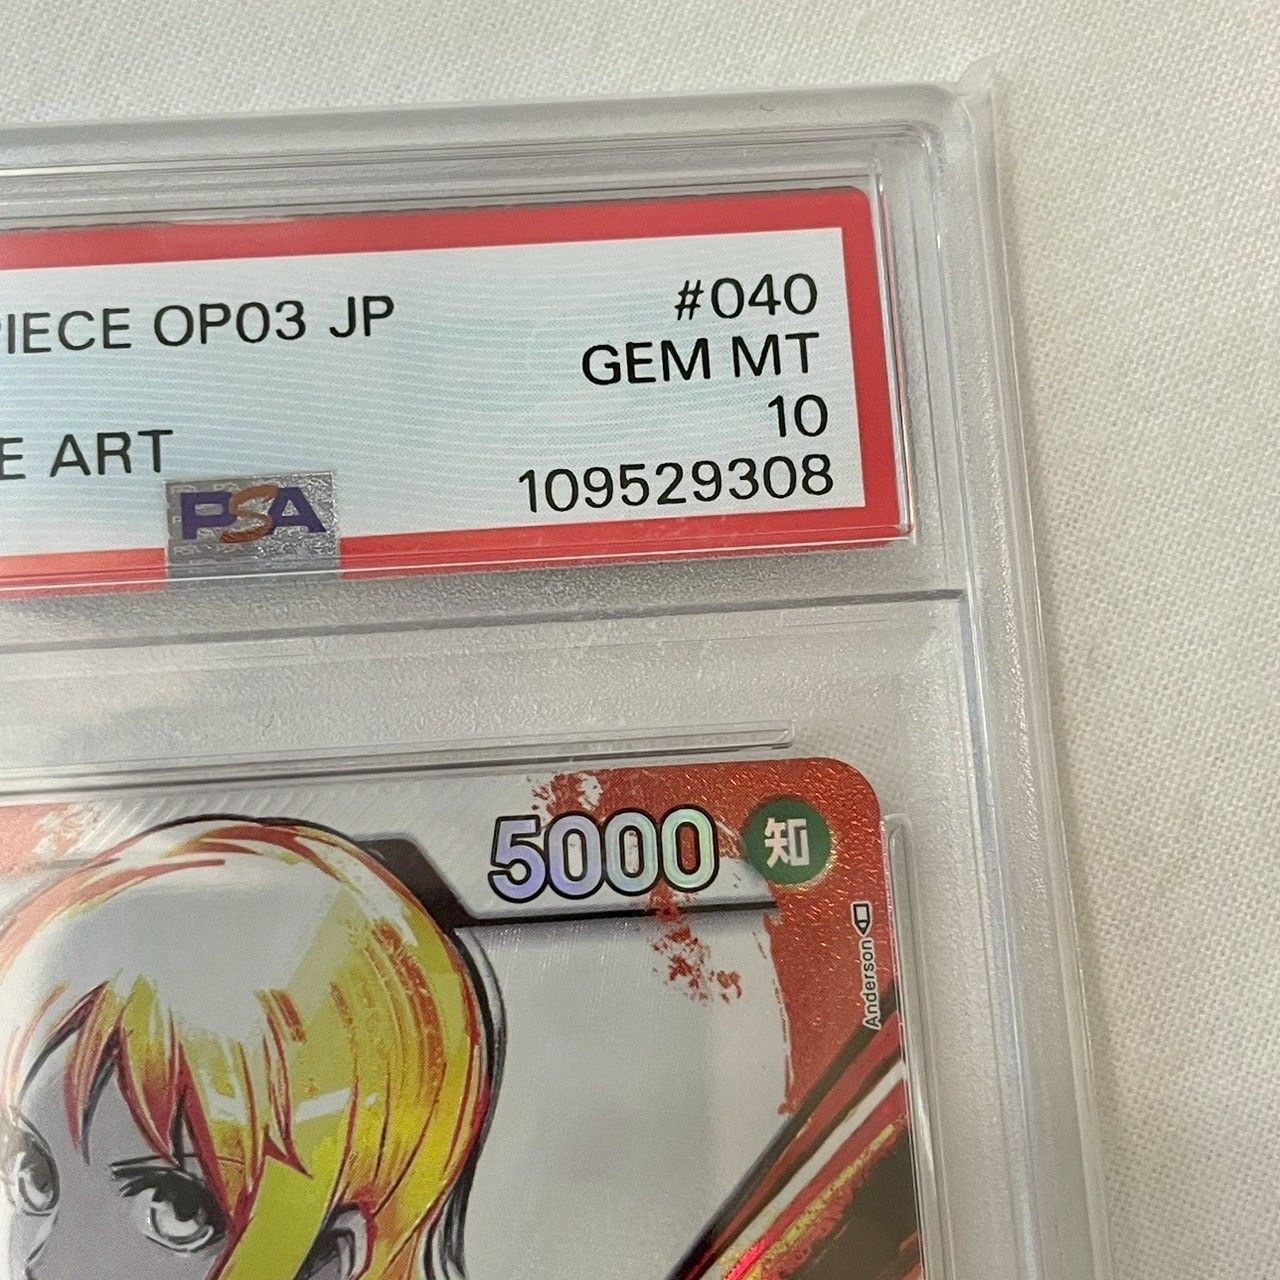 PIECE OP03 JP
#040
GEM MT
E ART
10
PSA
109529308
5000
知
Anderson